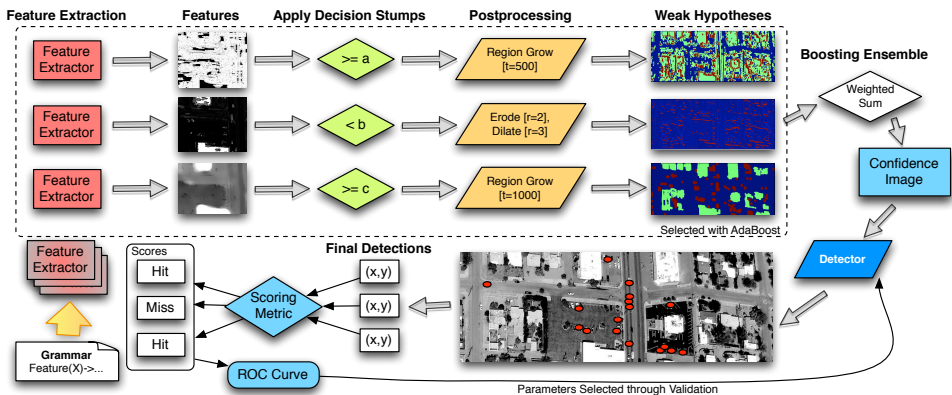 Feature Extraction
Features
Apply Decision Stumps
Postprocessing
Weak Hypotheses
Feature
Extractor
>= a
Region Grow
[t=500]
Boosting Ensemble
Weighted
Sum
Feature
Extractor
< b
Erode [r=2],
Dilate [r=3]
Confidence
Image
Feature
Extractor
>= c
Region Grow
[t=1000]
Selected with AdaBoost
Feature
Extractor
Scores
Final Detections
Hit
Miss
Hit
Scoring
Metric
(x,y)
(x,y)
(x,y)
Detector
Grammar
Feature(X)->...
ROC Curve
Parameters Selected through Validation